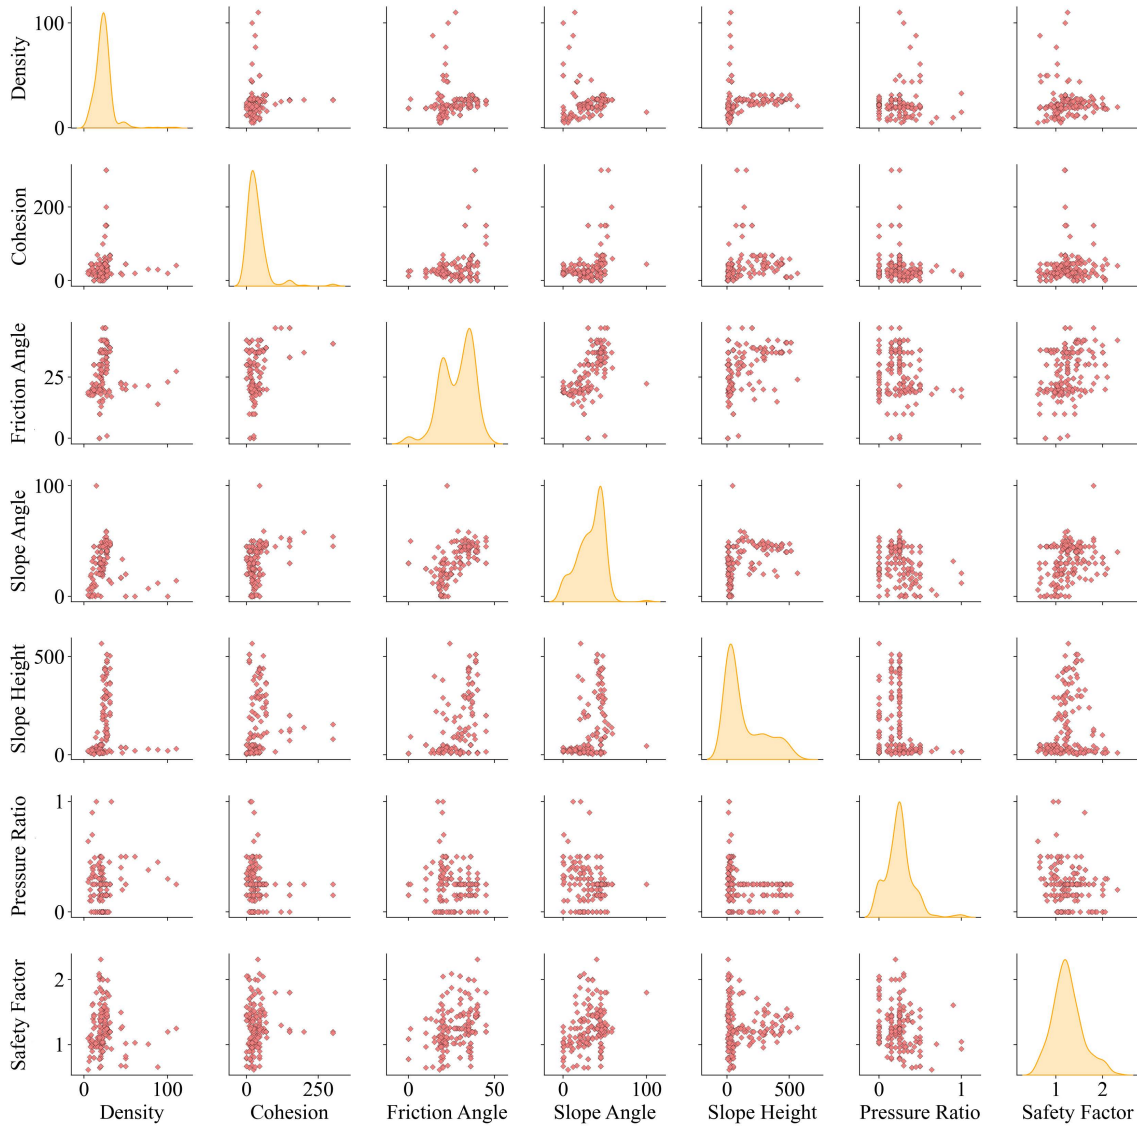 100
Density
0
200
Cohesion
0
Friction Angle
25
0
100
Slope Angle
0
500
Slope Height
0
1
Pressure Ratio
0
2
Safety Factor
1
0 100 0 250 0 50 0 100 0 500 0 1 1 2
Density Cohesion Friction Angle Slope Angle Slope Height Pressure Ratio Safety Factor